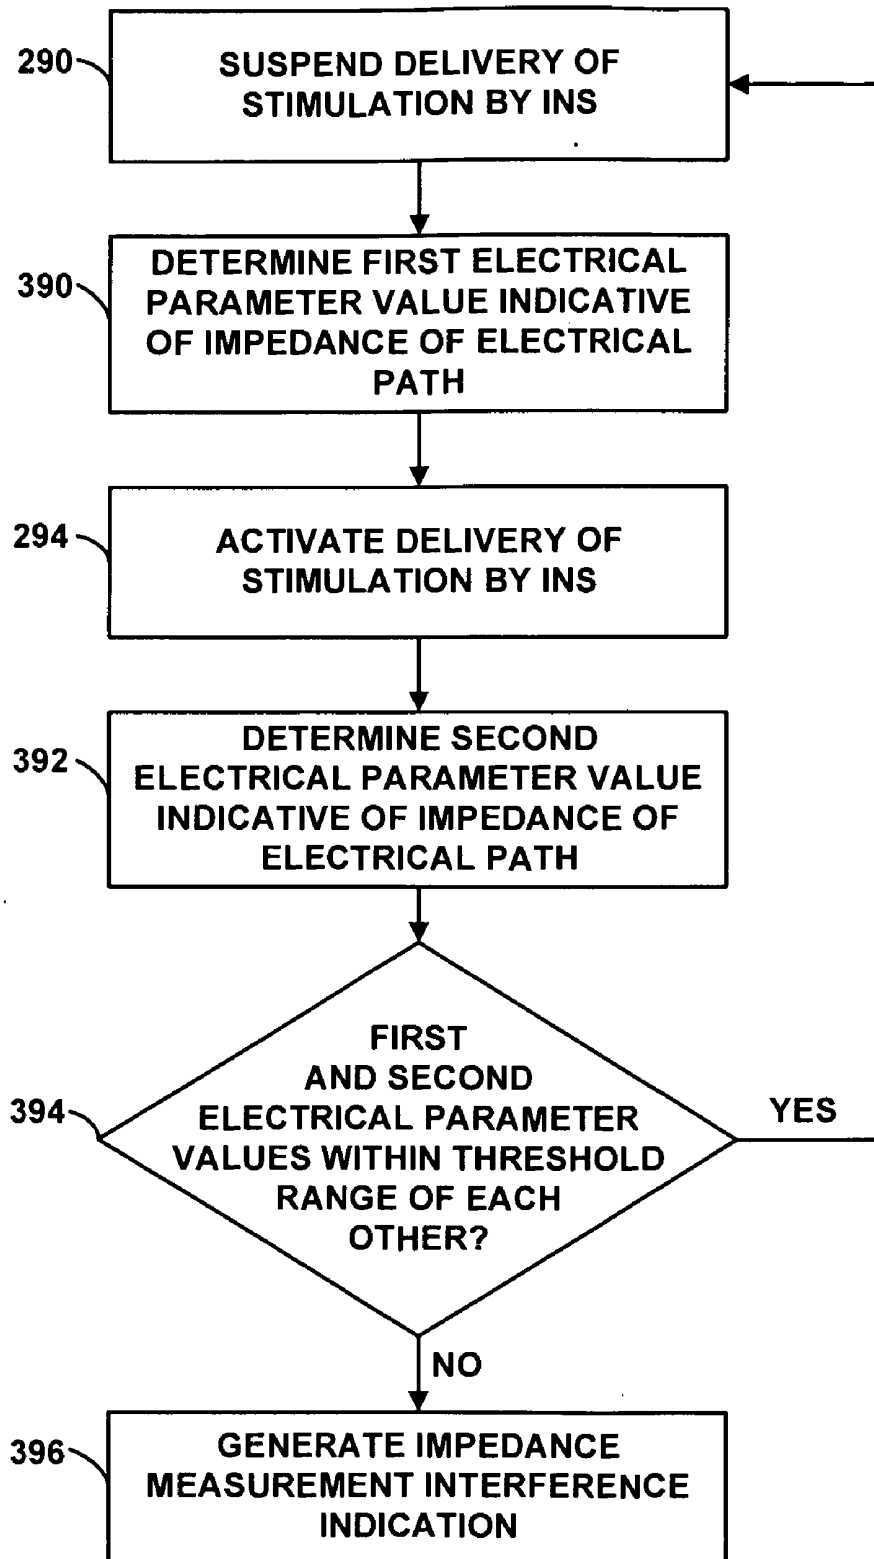 290
SUSPEND DELIVERY OF
STIMULATION BY INS
390
DETERMINE FIRST ELECTRICAL
PARAMETER VALUE INDICATIVE
OF IMPEDANCE OF ELECTRICAL
PATH
294
ACTIVATE DELIVERY OF
STIMULATION BY INS
392
DETERMINE SECOND
ELECTRICAL PARAMETER VALUE
INDICATIVE OF IMPEDANCE OF
ELECTRICAL PATH
394
FIRST
AND SECOND
ELECTRICAL PARAMETER
VALUES WITHIN THRESHOLD
RANGE OF EACH
OTHER?
YES
NO
396
GENERATE IMPEDANCE
MEASUREMENT INTERFERENCE
INDICATION